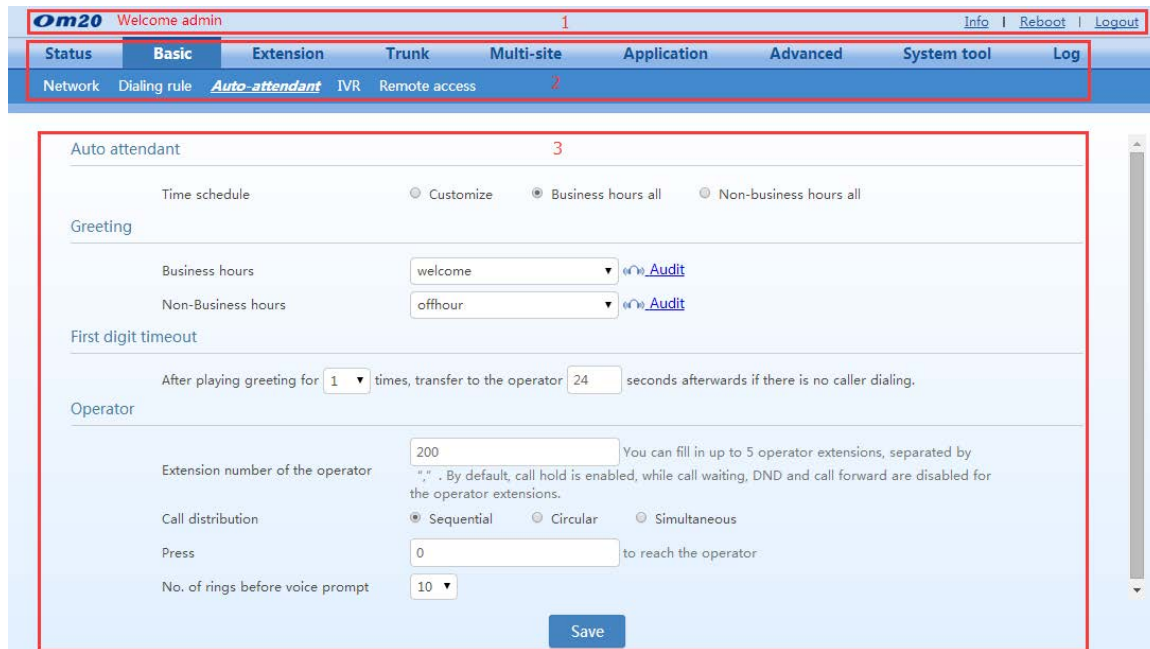 Om20 Welcome admin 1 Info | Reboot | Logout
Status Basic Extension Trunk Multi-site Application Advanced System tool Log
Network Dialing rule Auto-attendant IVR Remote access 2
Auto attendant 3
Time schedule Customize Business hours all Non-business hours all
Greeting
Business hours welcome Audit
Non-Business hours offhour Audit
First digit timeout
After playing greeting for 1 times, transfer to the operator 24 seconds afterwards if there is no caller dialing.
Operator
200 You can fill in up to 5 operator extensions, separated by
Extension number of the operator "," . By default, call hold is enabled, while call waiting, DND and call forward are disabled for
the operator extensions.
Call distribution Sequential Circular Simultaneous
Press 0 to reach the operator
No. of rings before voice prompt 10
Save